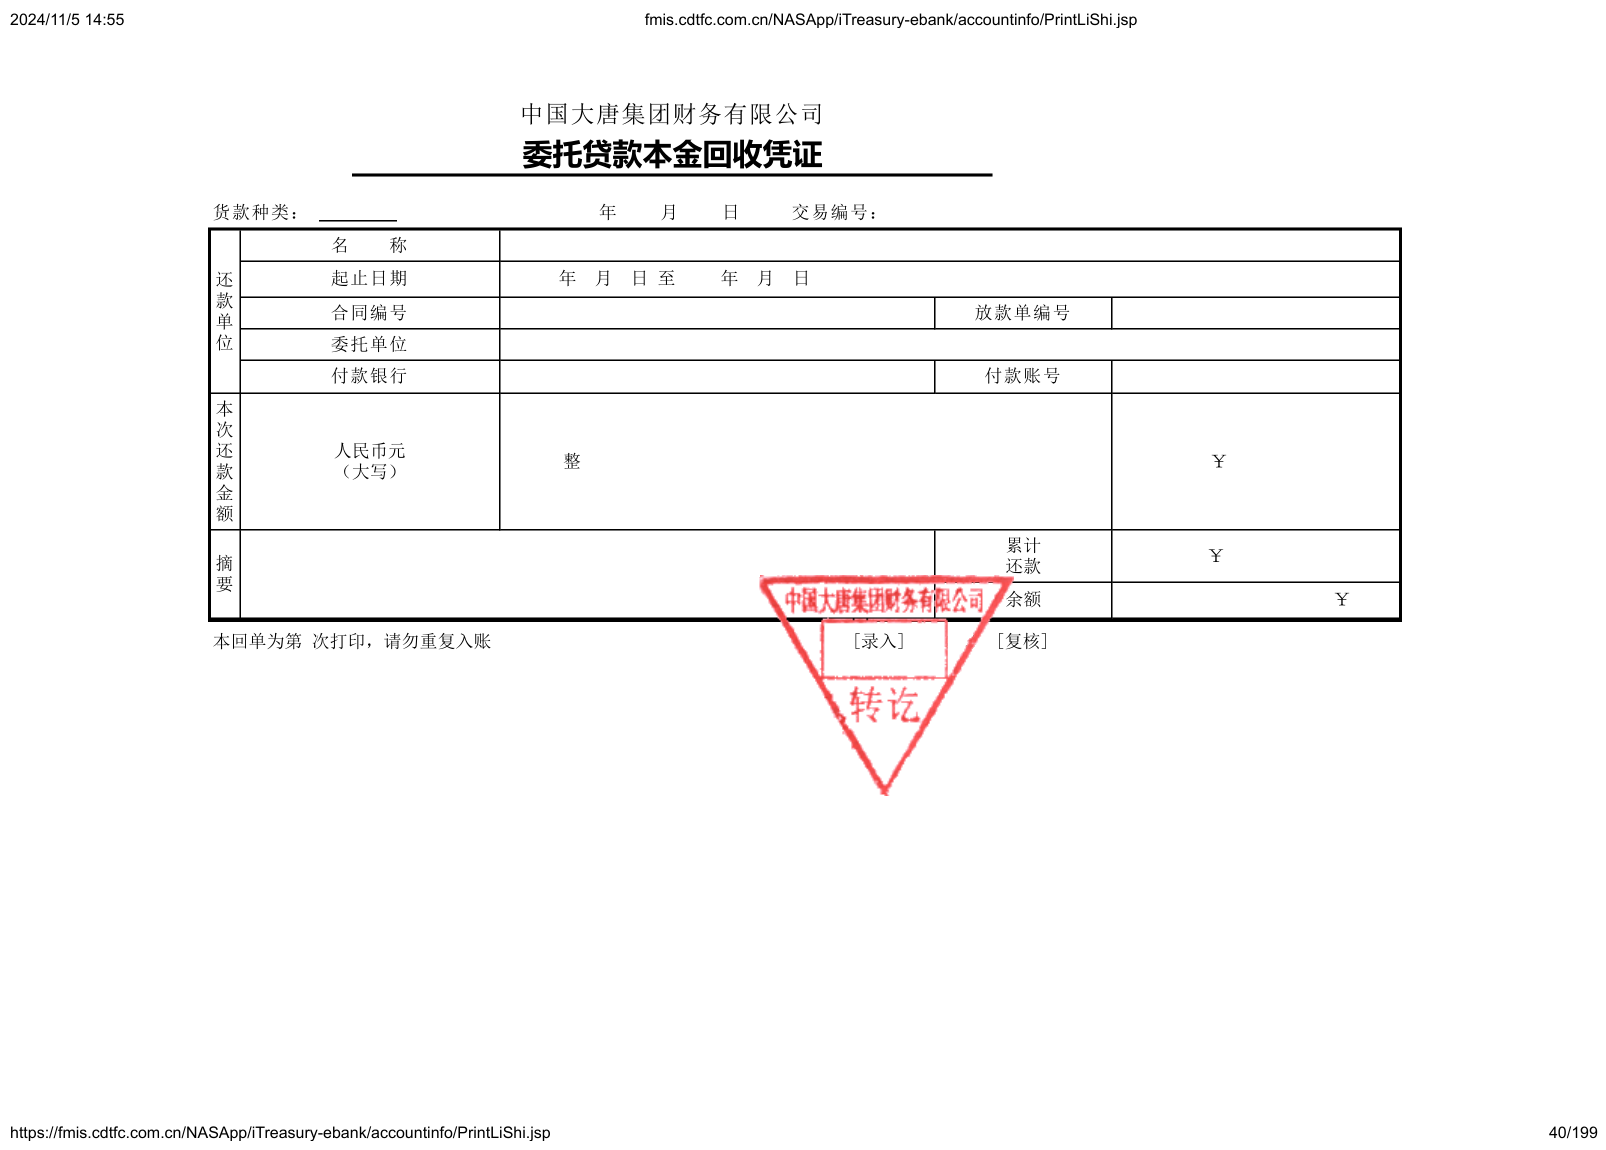 2024/11/5 14:55 fmis.cdtfc.com.cn/NASApp/iTreasury-ebank/accountinfo/PrintLiShi.jsp
中国大唐集团财务有限公司
委托贷款本金回收凭证
货款种类： 年 月 日 交易编号：
还款单位
名 称
起止日期 年 月 日 至 年 月 日
合同编号 放款单编号
委托单位
付款银行 付款账号
本次还款金额
人民币元
（大写）
整 ￥
摘要
累计
还款
￥
余额 ￥
中国大唐集团财务有限公司
转讫
本回单为第 次打印，请勿重复入账 [录入] [复核]
https://fmis.cdtfc.com.cn/NASApp/iTreasury-ebank/accountinfo/PrintLiShi.jsp 40/199